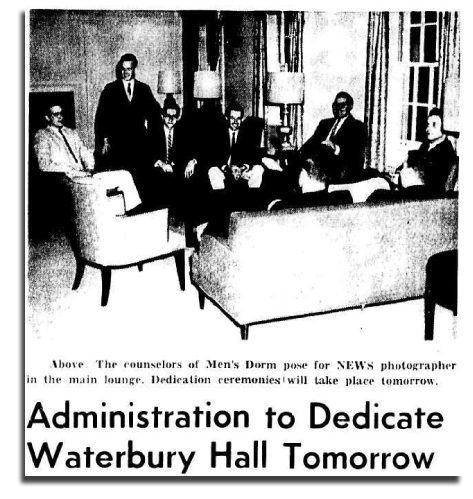 Above: The counselors of Men's Dorm pose for NEWS photographer
in the main lounge. Dedication ceremonies will take place tomorrow.
Administration to Dedicate
Waterbury Hall Tomorrow